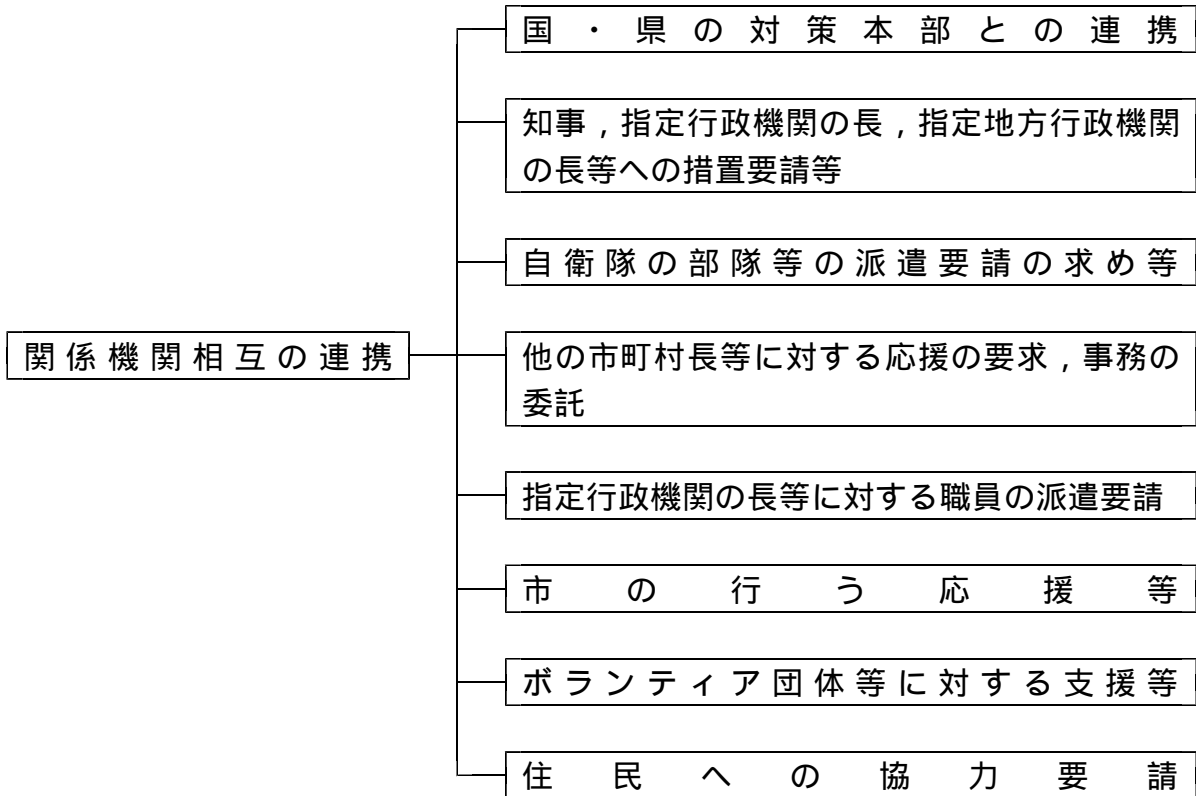 関係機関相互の連携
国・県の対策本部との連携
知事，指定行政機関の長，指定地方行政機関
の長等への措置要請等
自衛隊の部隊等の派遣要請の求め等
他の市町村長等に対する応援の要求，事務の
委託
指定行政機関の長等に対する職員の派遣要請
市の行う応援等
ボランティア団体等に対する支援等
住民への協力要請